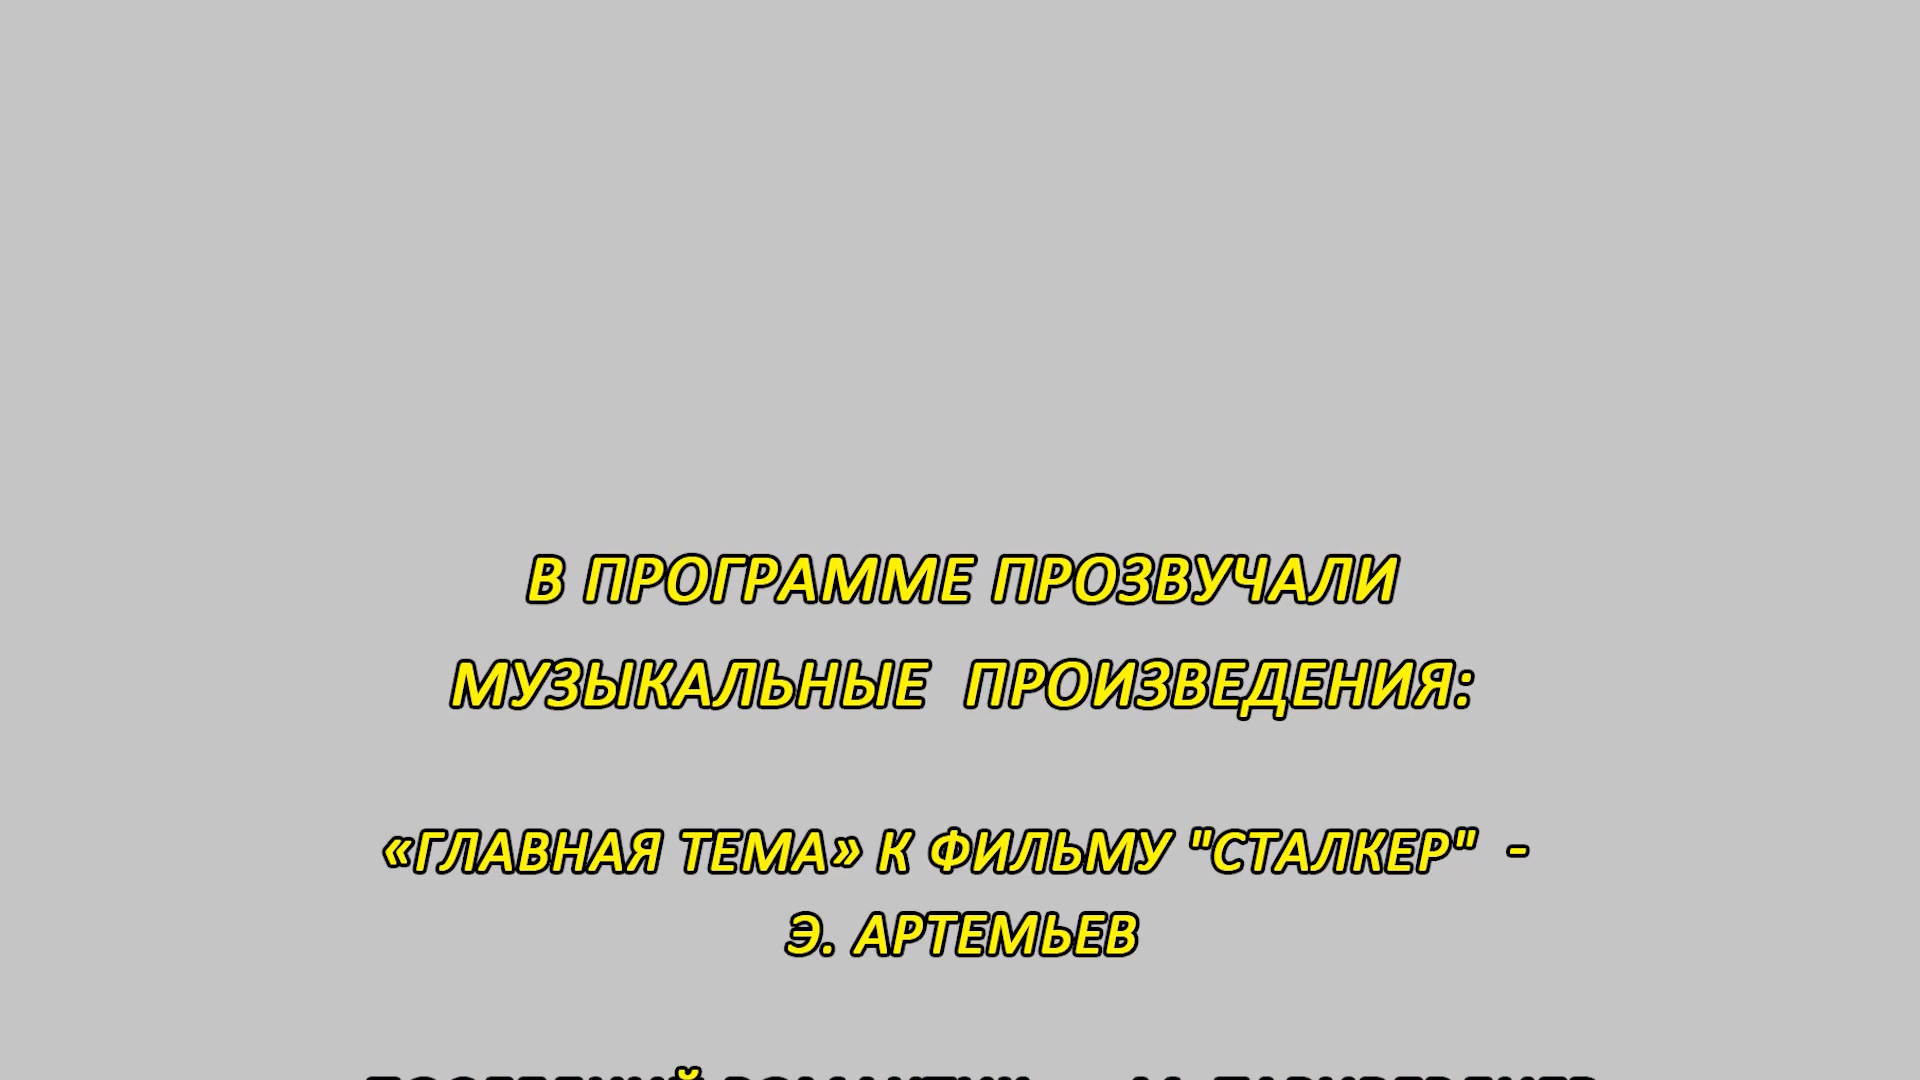 В ПРОГРАММЕ ПРОЗВУЧАЛИ
МУЗЫКАЛЬНЫЕ ПРОИЗВЕДЕНИЯ:
«ГЛАВНАЯ ТЕМА» К ФИЛЬМУ "СТАЛКЕР" -
Э. АРТЕМЬЕВ